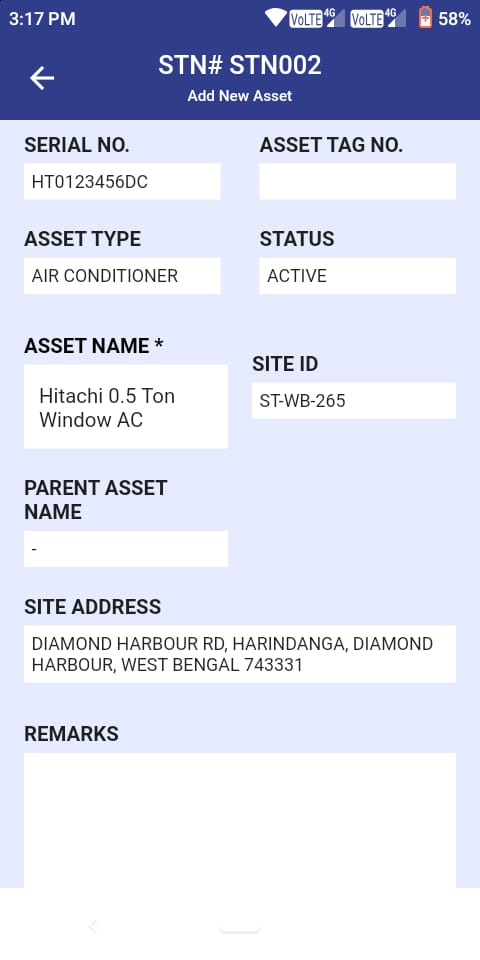 3:17 PM VoLTE 4G VoLTE 4G 58%
STN# STN002
Add New Asset
SERIAL NO. ASSET TAG NO.
HT0123456DC
ASSET TYPE STATUS
AIR CONDITIONER ACTIVE
ASSET NAME *
SITE ID
Hitachi 0.5 Ton
Window AC
ST-WB-265
PARENT ASSET
NAME
-
SITE ADDRESS
DIAMOND HARBOUR RD, HARINDANGA, DIAMOND
HARBOUR, WEST BENGAL 743331
REMARKS